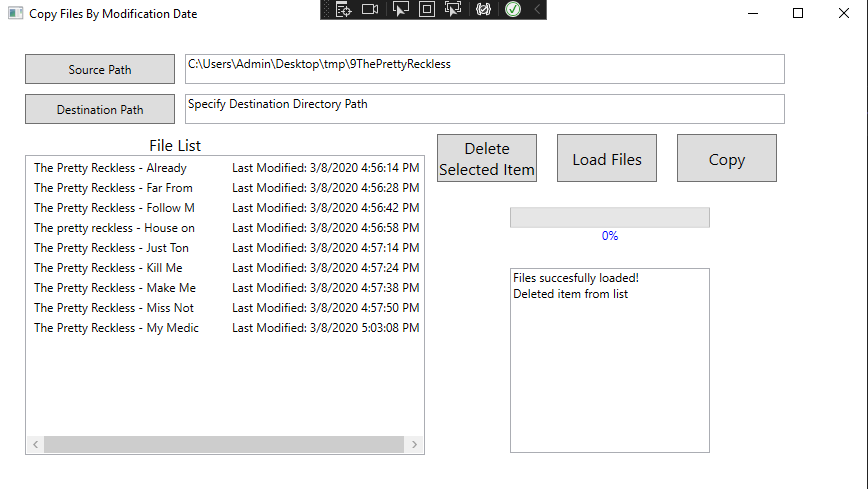 Copy Files By Modification Date
Source Path
C:\Users\Admin\Desktop\tmp\9ThePrettyReckless
Destination Path
Specify Destination Directory Path
File List
The Pretty Reckless - Already Last Modified: 3/8/2020 4:56:14 PM
The Pretty Reckless - Far From Last Modified: 3/8/2020 4:56:28 PM
The Pretty Reckless - Follow M Last Modified: 3/8/2020 4:56:42 PM
The pretty reckless - House on Last Modified: 3/8/2020 4:56:58 PM
The Pretty Reckless - Just Ton Last Modified: 3/8/2020 4:57:14 PM
The Pretty Reckless - Kill Me Last Modified: 3/8/2020 4:57:24 PM
The Pretty Reckless - Make Me Last Modified: 3/8/2020 4:57:38 PM
The Pretty Reckless - Miss Not Last Modified: 3/8/2020 4:57:50 PM
The Pretty Reckless - My Medic Last Modified: 3/8/2020 5:03:08 PM
Delete
Selected Item
Load Files
Copy
0%
Files succesfully loaded!
Deleted item from list